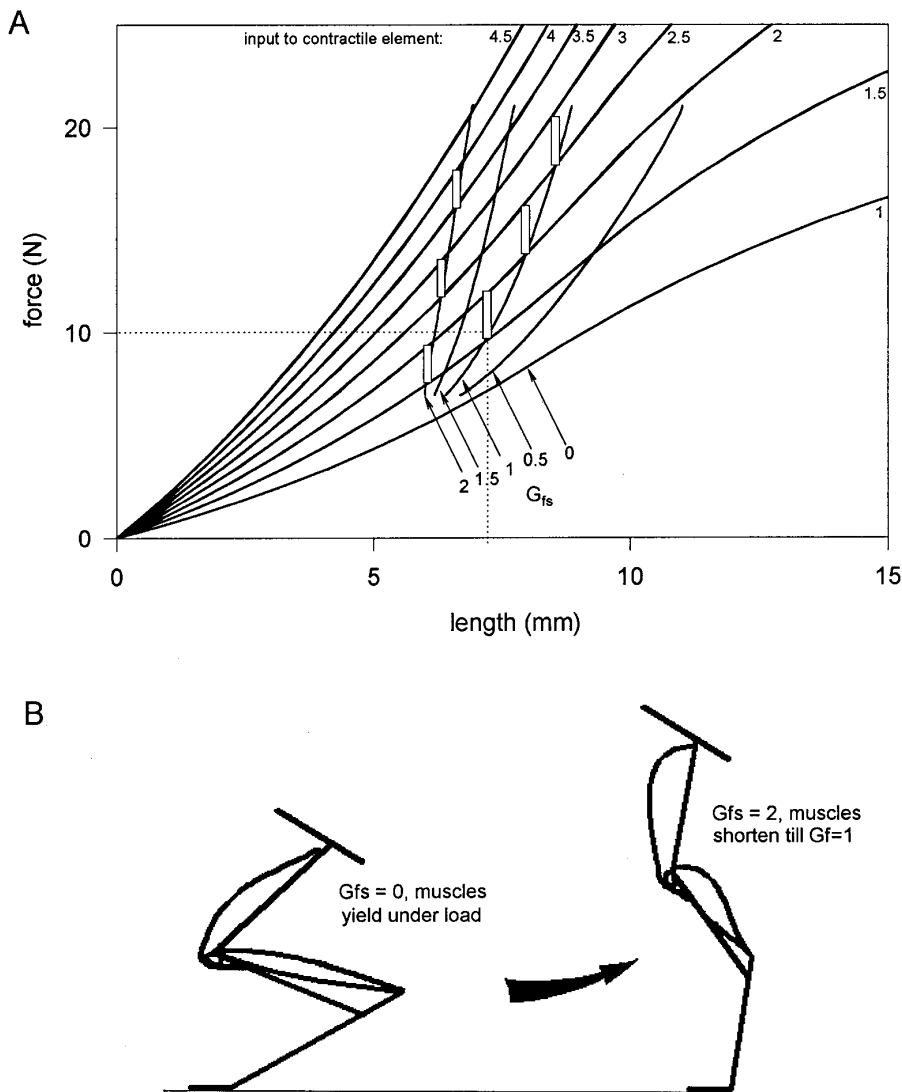 A
input to contractile element: 4.5 4 3.5 3 2.5 2
1.5
1
20
10
0
force (N)
2 1.5 1 0.5 0
Gfs
0 5 10 15
length (mm)
B
Gfs = 0, muscles
yield under load
Gfs = 2, muscles
shorten till Gf=1